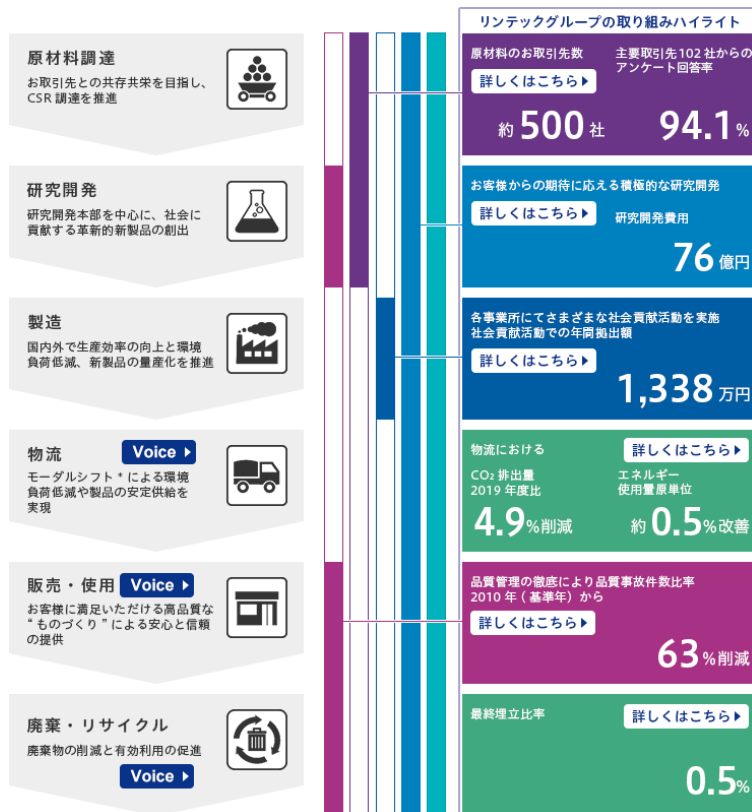 リンテックグループの取り組みハイライト
原材料調達
お取引先との共存共栄を目指し、
CSR 調達を推進
原材料のお取引先数
詳しくはこちら
約 500 社
主要取引先102 社からの
アンケート回答率
94.1%
研究開発
研究開発本部を中心に、社会に
貢献する革新的新製品の創出
お客様からの期待に応える積極的な研究開発
詳しくはこちら
研究開発費用
76 億円
製造
国内外で生産効率の向上と環境
負荷低減、新製品の量産化を推進
各事業所にてさまざまな社会貢献活動を実施
社会貢献活動での年間拠出額
詳しくはこちら
1,338 万円
物流
Voice
モーダルシフト * による環境
負荷低減や製品の安定供給を
実現
物流における
詳しくはこちら
CO₂ 排出量
2019 年度比
4.9%削減
エネルギー
使用量原単位
約 0.5%改善
販売・使用
Voice
お客様に満足いただける高品質な
“ ものづくり ” による安心と信頼
の提供
品質管理の徹底により品質事故件数比率
2010 年 ( 基準年）から
詳しくはこちら
63 %削減
廃棄・リサイクル
廃棄物の削減と有効利用の促進
Voice
最終埋立比率
詳しくはこちら
0.5%